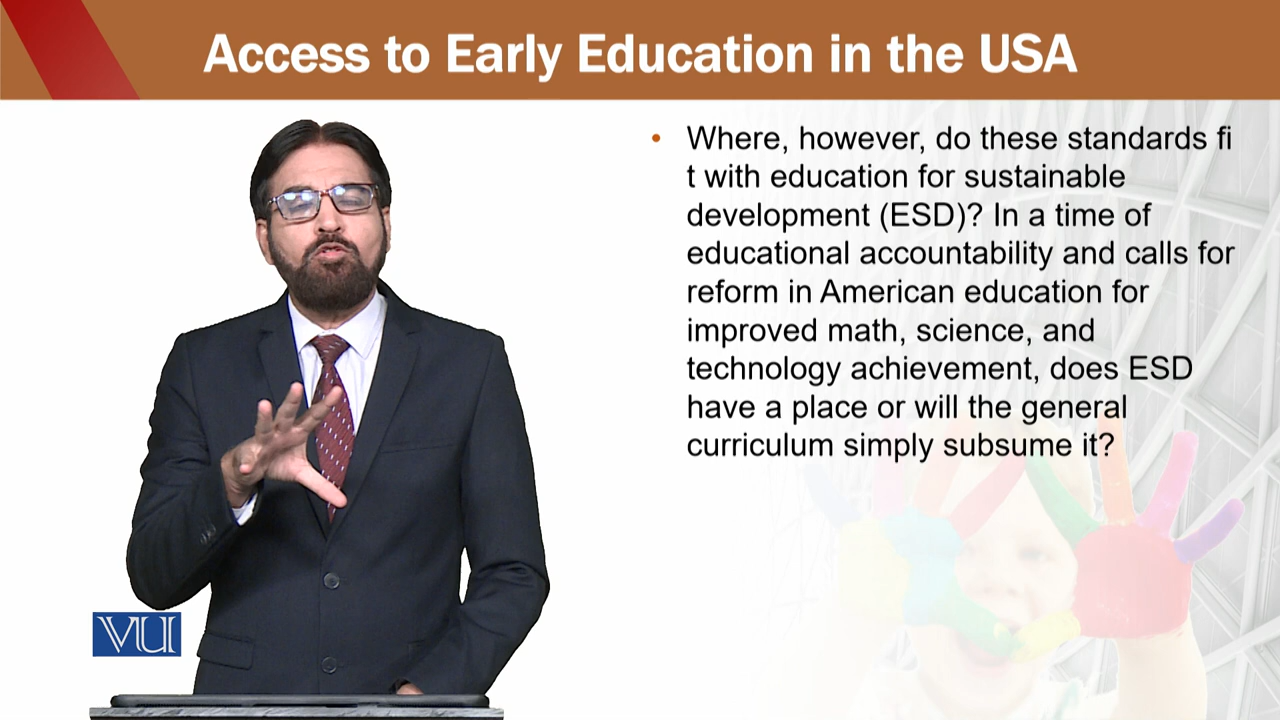 Access to Early Education in the USA
• Where, however, do these standards fi
t with education for sustainable
development (ESD)? In a time of
educational accountability and calls for
reform in American education for
improved math, science, and
technology achievement, does ESD
have a place or will the general
curriculum simply subsume it?
VU